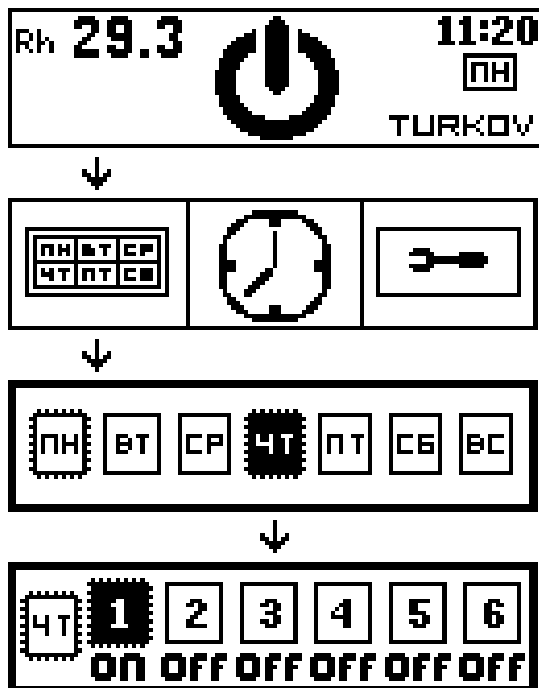 Rh 29.3 11:20
ПН
TURKOV
ПН ВТ СР
ЧТ ПТ СВ
ПН ВТ СР ЧТ ПТ СБ ВС
ЧТ 1 2 3 4 5 6
on off off off off off